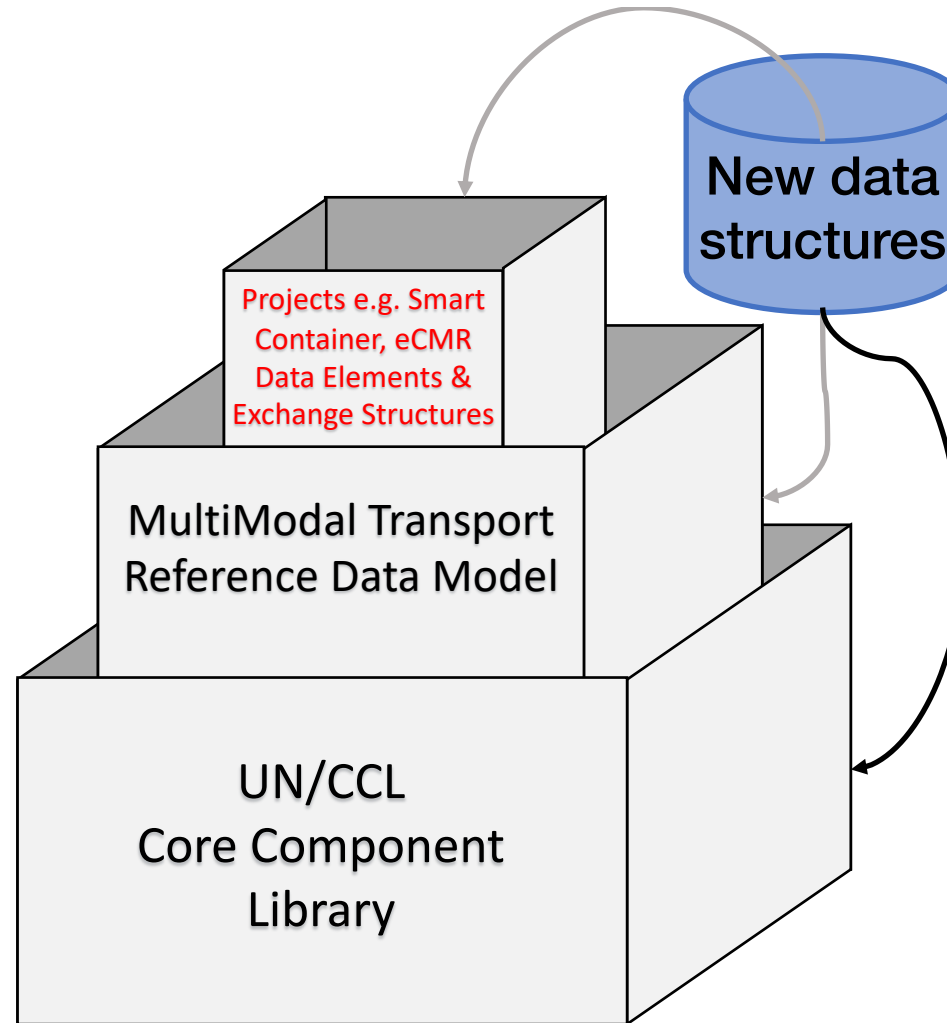 New data
structures
Projects e.g. Smart
Container, eCMR
Data Elements &
Exchange Structures
MultiModal Transport
Reference Data Model
UN/CCL
Core Component
Library